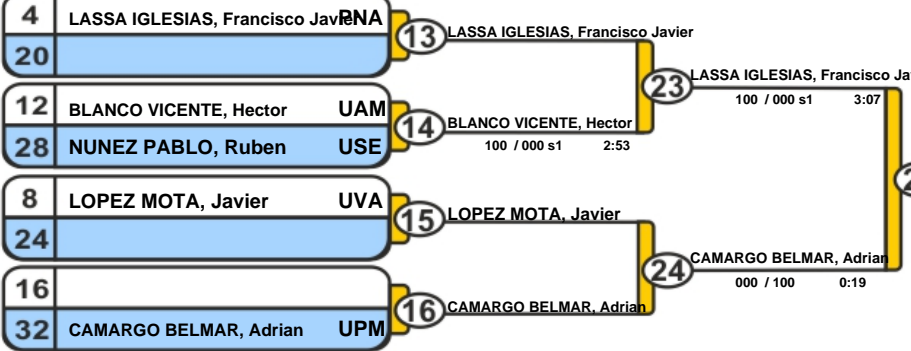 4 LASSA IGLESIAS, Francisco Javier PNA
20
13 LASSA IGLESIAS, Francisco Javier
12 BLANCO VICENTE, Hector UAM
28 NUNEZ PABLO, Ruben USE
14 BLANCO VICENTE, Hector
100 / 000 s1 2:53
23 LASSA IGLESIAS, Francisco Ja
100 / 000 s1 3:07
8 LOPEZ MOTA, Javier UVA
24
15 LOPEZ MOTA, Javier
16
32 CAMARGO BELMAR, Adrian UPM
16 CAMARGO BELMAR, Adrian
24 CAMARGO BELMAR, Adrian
000 / 100 0:19